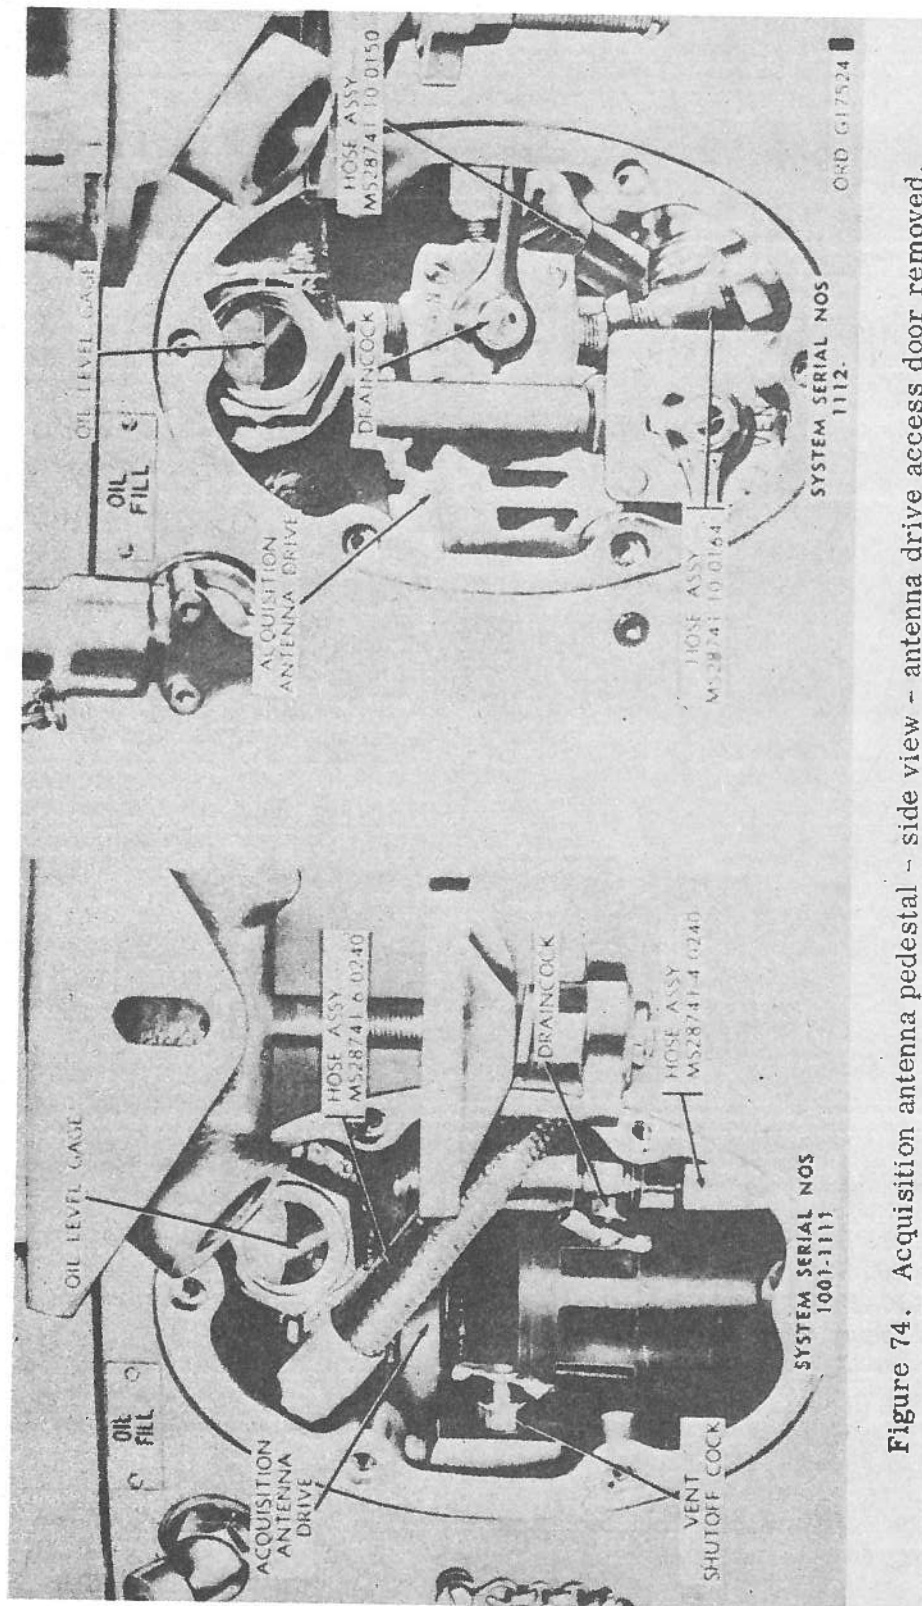 OIL LEVEL GAGE
OIL
FILL
HOSE ASSY
MS28741-6-0240
ACQUISITION
ANTENNA
DRIVE
DRAINCOCK
HOSE ASSY
MS28741-4-0240
VENT
SHUTOFF COCK
SYSTEM SERIAL NOS
1001-1111
OIL LEVEL GAGE
OIL
FILL
HOSE ASSY
MS28741-10-0150
ACQUISITION
ANTENNA DRIVE
DRAINCOCK
HOSE ASSY
MS28741-10-0164
VEN
SYSTEM SERIAL NOS
1112-
ORD G17524
Figure 74. Acquisition antenna pedestal - side view - antenna drive access door removed.